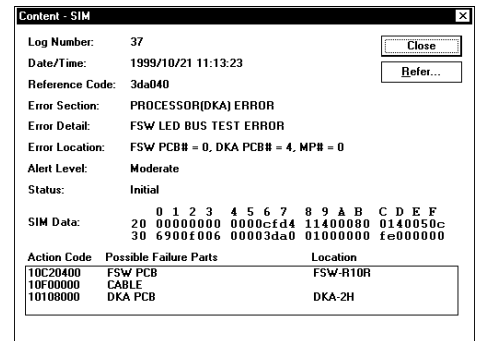 Content - SIM
Log Number: 37
Close
Date/Time: 1999/10/21 11:13:23
Refer...
Reference Code: 3da040
Error Section: PROCESSOR(DKA) ERROR
Error Detail: FSW LED BUS TEST ERROR
Error Location: FSW PCB# = 0, DKA PCB# = 4, MP# = 0
Alert Level: Moderate
Status: Initial
0 1 2 3 4 5 6 7 8 9 A B C D E F
SIM Data: 20 00000000 0000cfd4 11400080 0140050c
30 6900f006 00003da0 01000000 fe000000
Action Code Possible Failure Parts Location
10C20400 FSW PCB FSW-R10R
10F00000 CABLE
10108000 DKA PCB DKA-2H